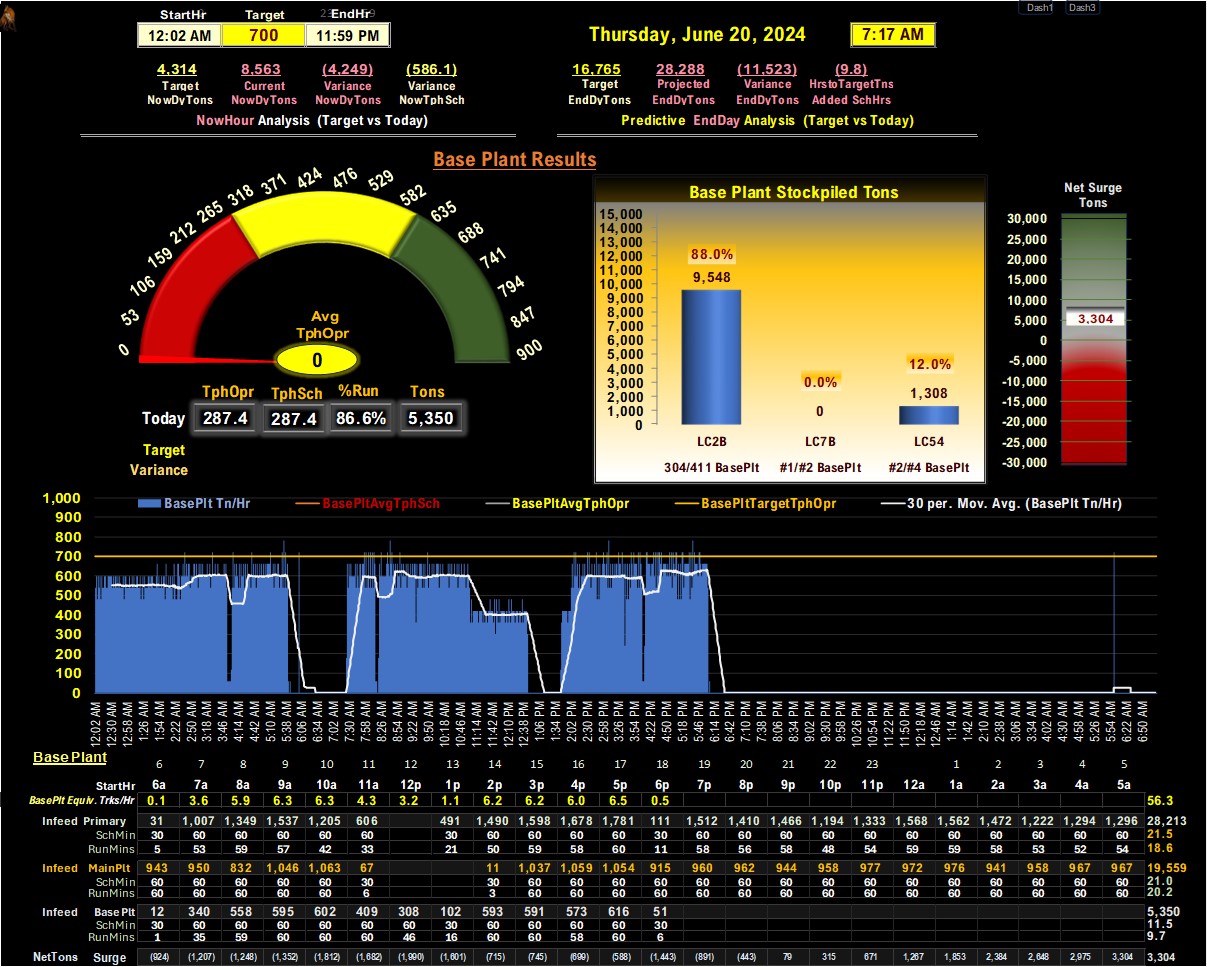 Dash1 Dash3
StartHr Target EndHr
12:02 AM 700 11:59 PM
Thursday, June 20, 2024 7:17 AM
4,314 8,563 (4,249) (586.1)
Target Current Variance Variance
NowDyTons NowDyTons NowDyTons NowTphSch
NowHour Analysis (Target vs Today)
16,765 28,288 (11,523) (9.8)
Target Projected Variance HrstoTargetTns
EndDyTons EndDyTons EndDyTons Added SchHrs
Predictive EndDay Analysis (Target vs Today)
Base Plant Results
0 53 106 159 212 265 318 371 424 476 529 582 635 688 741 794 847 900
Avg
TphOpr
0
TphOpr TphSch %Run Tons
Today 287.4 287.4 86.6% 5,350
Target
Variance
Base Plant Stockpiled Tons
15,000
14,000
13,000
12,000
11,000
10,000
9,000
8,000
7,000
6,000
5,000
4,000
3,000
2,000
1,000
0
88.0%
9,548
0.0%
0
12.0%
1,308
LC2B LC7B LC54
304/411 BasePlt #1/#2 BasePlt #2/#4 BasePlt
Net Surge
Tons
30,000
25,000
20,000
15,000
10,000
5,000
0
-5,000
-10,000
-15,000
-20,000
-25,000
-30,000
3,304
BasePlt Tn/Hr BasePltAvgTphSch BasePltAvgTphOpr BasePltTargetTphOpr 30 per. Mov. Avg. (BasePlt Tn/Hr)
1,000
900
800
700
600
500
400
300
200
100
0
12:02 AM 12:30 AM 12:58 AM 1:26 AM 1:54 AM 2:22 AM 2:50 AM 3:18 AM 3:46 AM 4:14 AM 4:42 AM 5:10 AM 5:38 AM 6:06 AM 6:34 AM 7:02 AM 7:30 AM 7:58 AM 8:26 AM 8:54 AM 9:22 AM 9:50 AM 10:18 AM 10:46 AM 11:14 AM 11:42 AM 12:10 PM 12:38 PM 1:06 PM 1:34 PM 2:02 PM 2:30 PM 2:58 PM 3:26 PM 3:54 PM 4:22 PM 4:50 PM 5:18 PM 5:46 PM 6:14 PM 6:42 PM 7:10 PM 7:38 PM 8:06 PM 8:34 PM 9:02 PM 9:30 PM 9:58 PM 10:26 PM 10:54 PM 11:22 PM 11:50 PM 12:18 AM 12:46 AM 1:14 AM 1:42 AM 2:10 AM 2:38 AM 3:06 AM 3:34 AM 4:02 AM 4:30 AM 4:58 AM 5:26 AM 5:54 AM 6:22 AM 6:50 AM
Base Plant 6 7 8 9 10 11 12 13 14 15 16 17 18 19 20 21 22 23 1 2 3 4 5
StartHr 6a 7a 8a 9a 10a 11a 12p 1p 2p 3p 4p 5p 6p 7p 8p 9p 10p 11p 12a 1a 2a 3a 4a 5a
BasePlt Equiv. Trks/Hr 0.1 3.6 5.9 6.3 6.3 4.3 3.2 1.1 6.2 6.2 6.0 6.5 0.5 56.3
Infeed Primary 31 1,007 1,349 1,537 1,205 606 491 1,490 1,598 1,678 1,781 111 1,512 1,410 1,466 1,194 1,333 1,568 1,562 1,472 1,222 1,294 1,296 28,213
SchMin 30 60 60 60 60 30 30 60 60 60 60 30 60 60 60 60 60 60 60 60 60 60 60 21.5
RunMins 5 53 59 57 42 33 21 50 59 58 60 11 58 56 58 48 54 59 59 58 53 52 54 18.6
Infeed MainPlt 943 950 832 1,046 1,063 67 11 1,037 1,059 1,054 915 960 962 944 958 977 972 976 941 958 967 967 19,559
SchMin 60 60 60 60 60 30 30 60 60 60 60 60 60 60 60 60 60 60 60 60 60 60 21.0
RunMins 60 60 60 60 60 6 3 60 60 60 60 60 60 60 60 60 60 60 60 60 60 60 20.2
Infeed BasePlt 12 340 558 595 602 409 308 102 593 591 573 616 51 5,350
SchMin 30 60 60 60 60 60 60 30 60 60 60 60 30 11.5
RunMins 1 35 59 60 60 60 46 16 60 60 58 60 6 9.7
NetTons Surge (924) (1,207) (1,248) (1,352) (1,812) (1,682) (1,990) (1,601) (715) (745) (699) (588) (1,443) (891) (443) 79 315 671 1,267 1,853 2,384 2,648 2,975 3,304 3,304